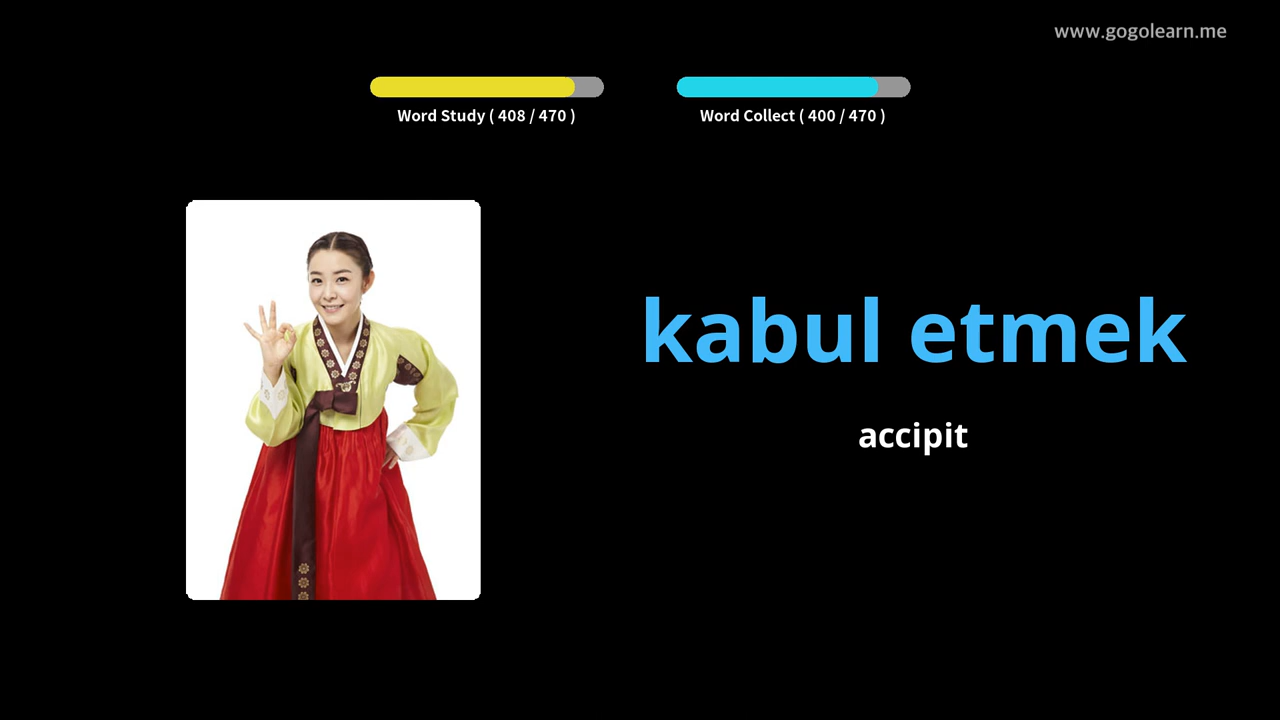 www.gogolearn.me
Word Study ( 408 / 470 )
Word Collect ( 400 / 470 )
kabul etmek
accipit